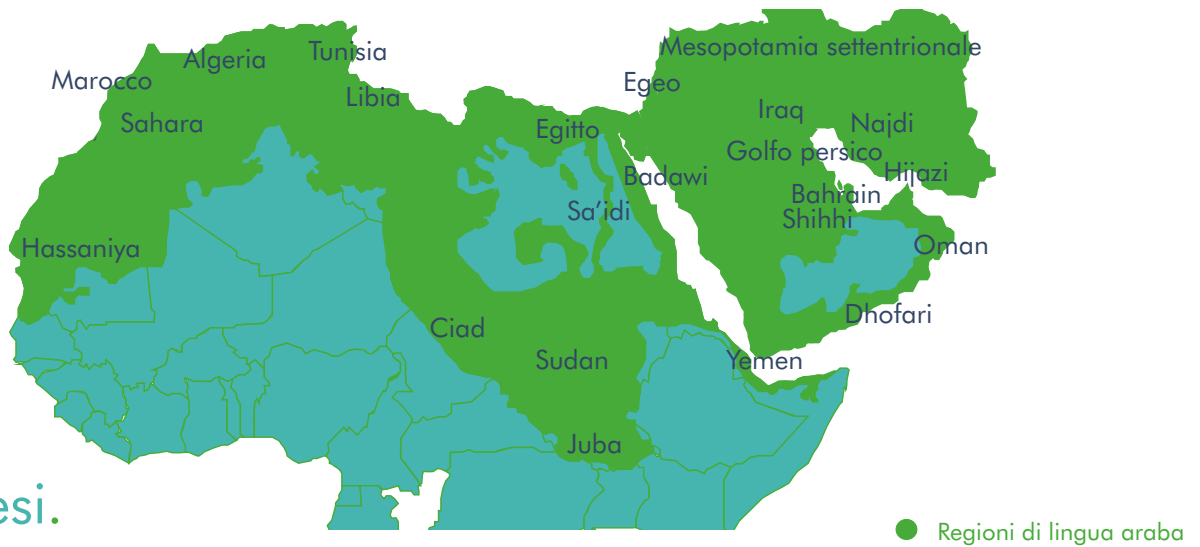 Mesopotamia settentrionale
Tunisia
Algeria
Marocco
Egeo
Libia
Iraq
Sahara
Najdi
Egitto
Golfo persico
Hijazi
Badawi
Bahrain
Sa'idi
Shihhi
Hassaniya
Oman
Dhofari
Ciad
Sudan
Yemen
Juba
esi.
Regioni di lingua araba